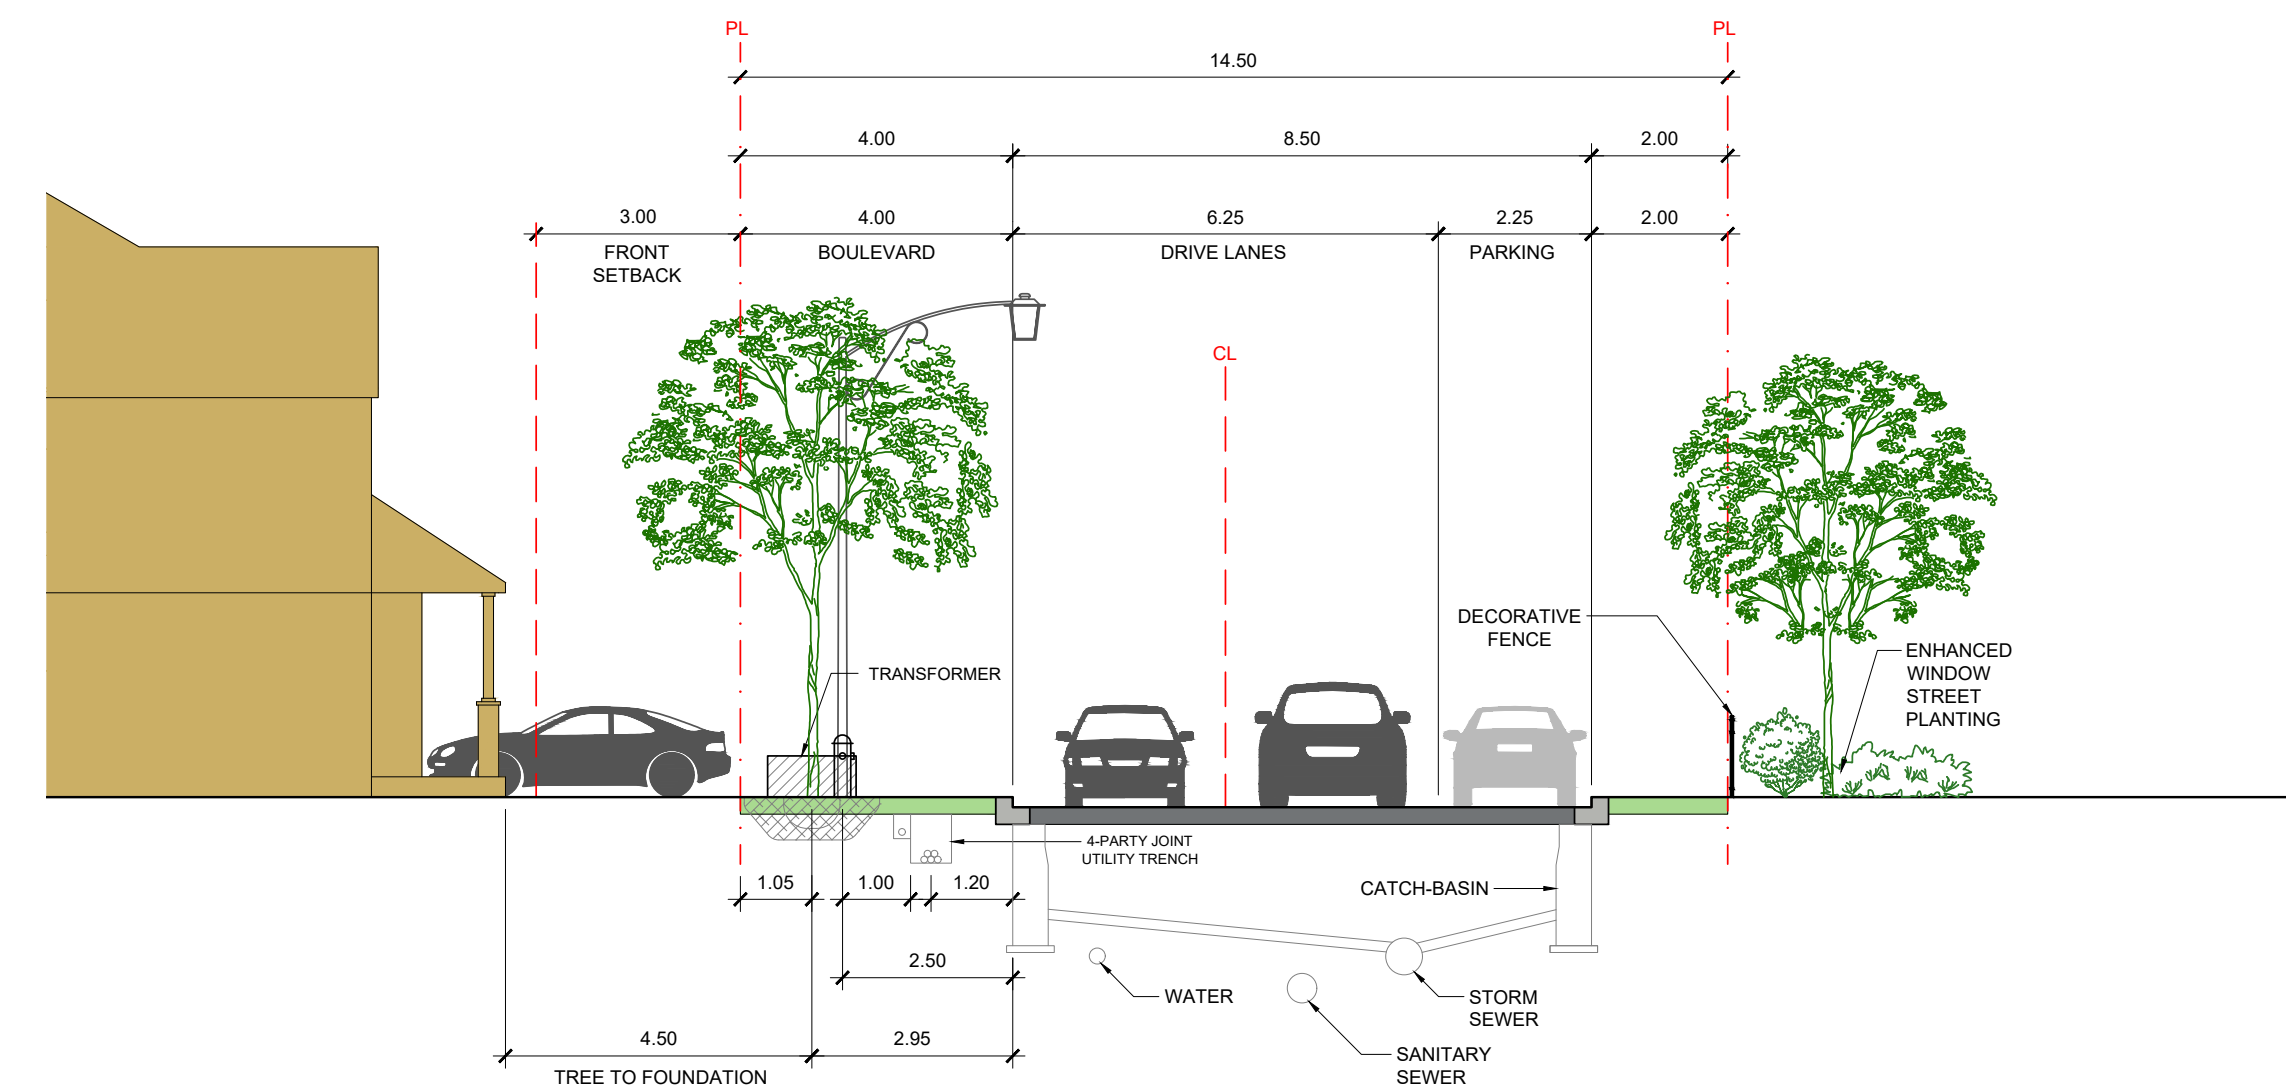 PL
PL
14.50
4.00
8.50
2.00
3.00
4.00
6.25
2.25
2.00
FRONT
SETBACK
BOULEVARD
DRIVE LANES
PARKING
CL
DECORATIVE
FENCE
ENHANCED
WINDOW
STREET
PLANTING
TRANSFORMER
4-PARTY JOINT
UTILITY TRENCH
1.05
1.00
1.20
CATCH-BASIN
2.50
WATER
STORM
SEWER
4.50
2.95
SANITARY
SEWER
TREE TO FOUNDATION